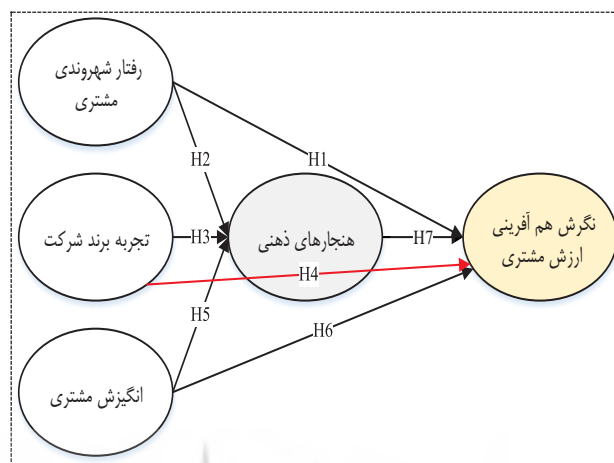 رفتار شهروندی
مشتری
H2
H1
تجربه برند شرکت
H3
هنجارهای ذهنی
H7
نگرش هم آفرینی
ارزش مشتری
H4
H5
H6
انگیزش مشتری